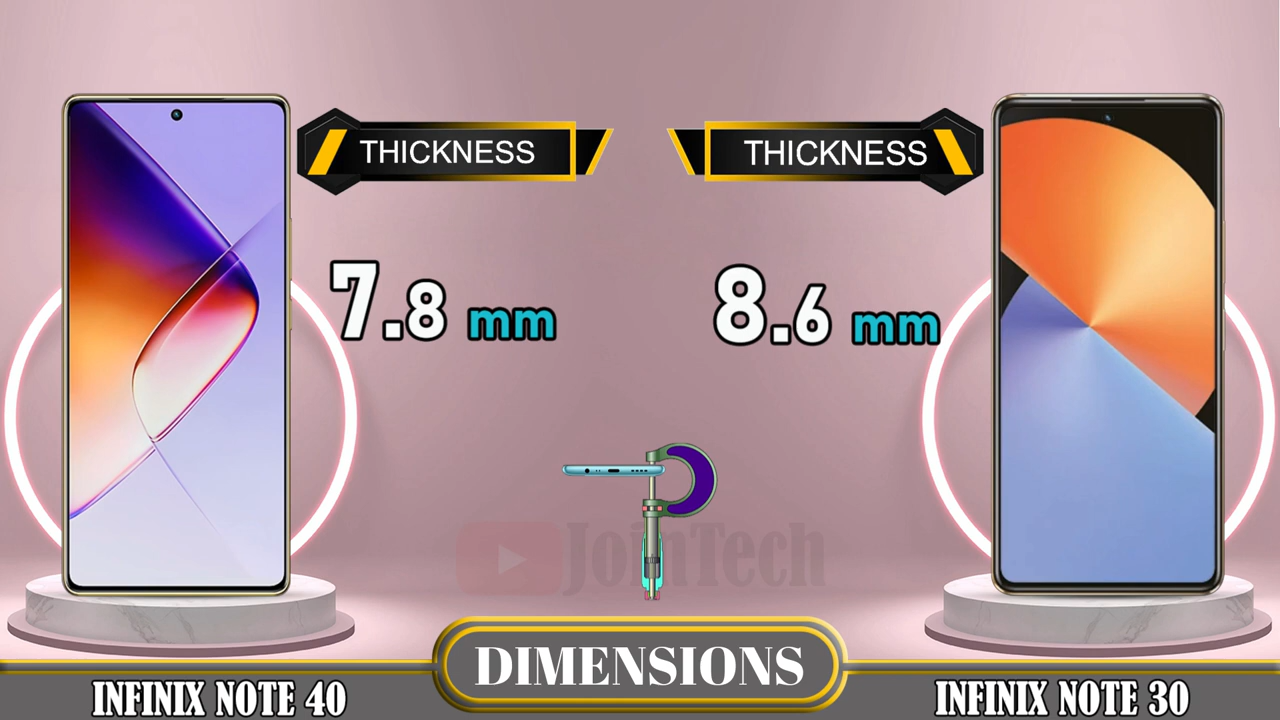 THICKNESS
THICKNESS
7.8 mm
8.6 mm
JoinTech
DIMENSIONS
INFINIX NOTE 40
INFINIX NOTE 30